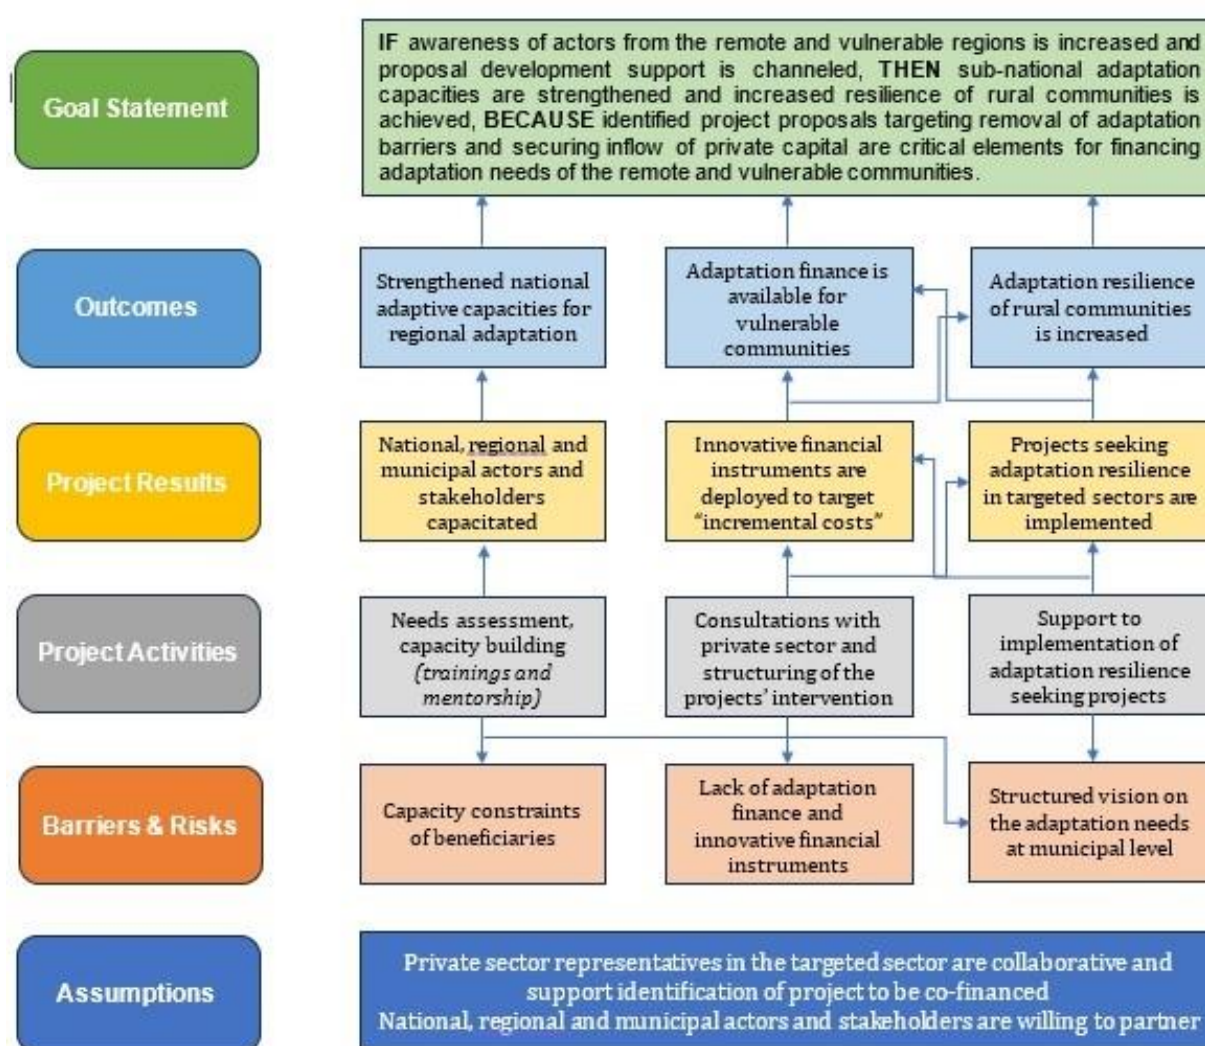 Goal Statement
IF awareness of actors from the remote and vulnerable regions is increased and
proposal development support is channeled, THEN sub-national adaptation
capacities are strengthened and increased resilience of rural communities is
achieved, BECAUSE identified project proposals targeting removal of adaptation
barriers and securing inflow of private capital are critical elements for financing
adaptation needs of the remote and vulnerable communities.
Outcomes
Strengthened national
adaptive capacities for
regional adaptation
Adaptation finance is
available for
vulnerable
communities
Adaptation resilience
of rural communities
is increased
Project Results
National, regional and
municipal actors and
stakeholders
capacitated
Innovative financial
instruments are
deployed to target
“incremental costs”
Projects seeking
adaptation resilience
in targeted sectors are
implemented
Project Activities
Needs assessment,
capacity building
(trainings and
mentorship)
Consultations with
private sector and
structuring of the
projects’ intervention
Support to
implementation of
adaptation resilience
seeking projects
Barriers & Risks
Capacity constraints
of beneficiaries
Lack of adaptation
finance and
innovative financial
instruments
Structured vision on
the adaptation needs
at municipal level
Assumptions
Private sector representatives in the targeted sector are collaborative and
support identification of project to be co-financed
National, regional and municipal actors and stakeholders are willing to partner